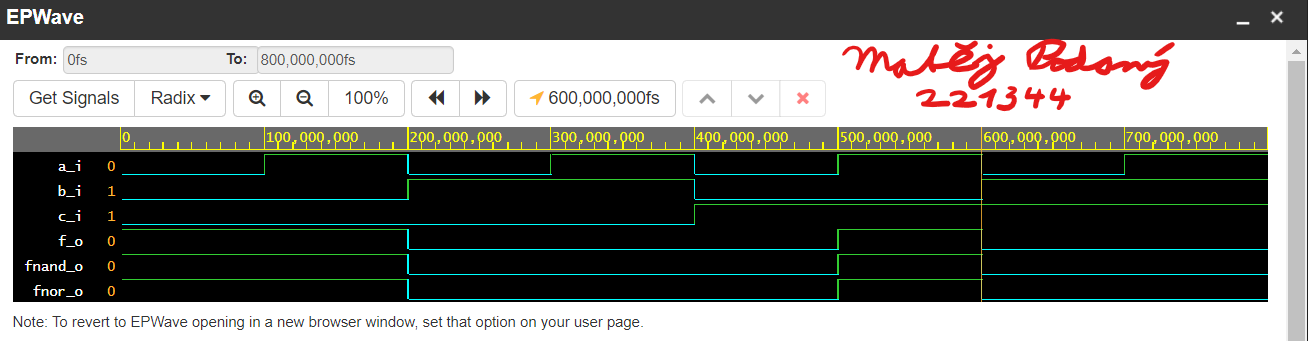 EPWave
From: 0fs To: 800,000,000fs
Matěj
221344
Get Signals Radix 100% 600,000,000fs
0 100,000,000 200,000,000 300,000,000 400,000,000 500,000,000 600,000,000 700,000,000
a_i 0
b_i 1
c_i 1
f_o 0
fnand_o 0
fnor_o 0
Note: To revert to EPWave opening in a new browser window, set that option on your user page.